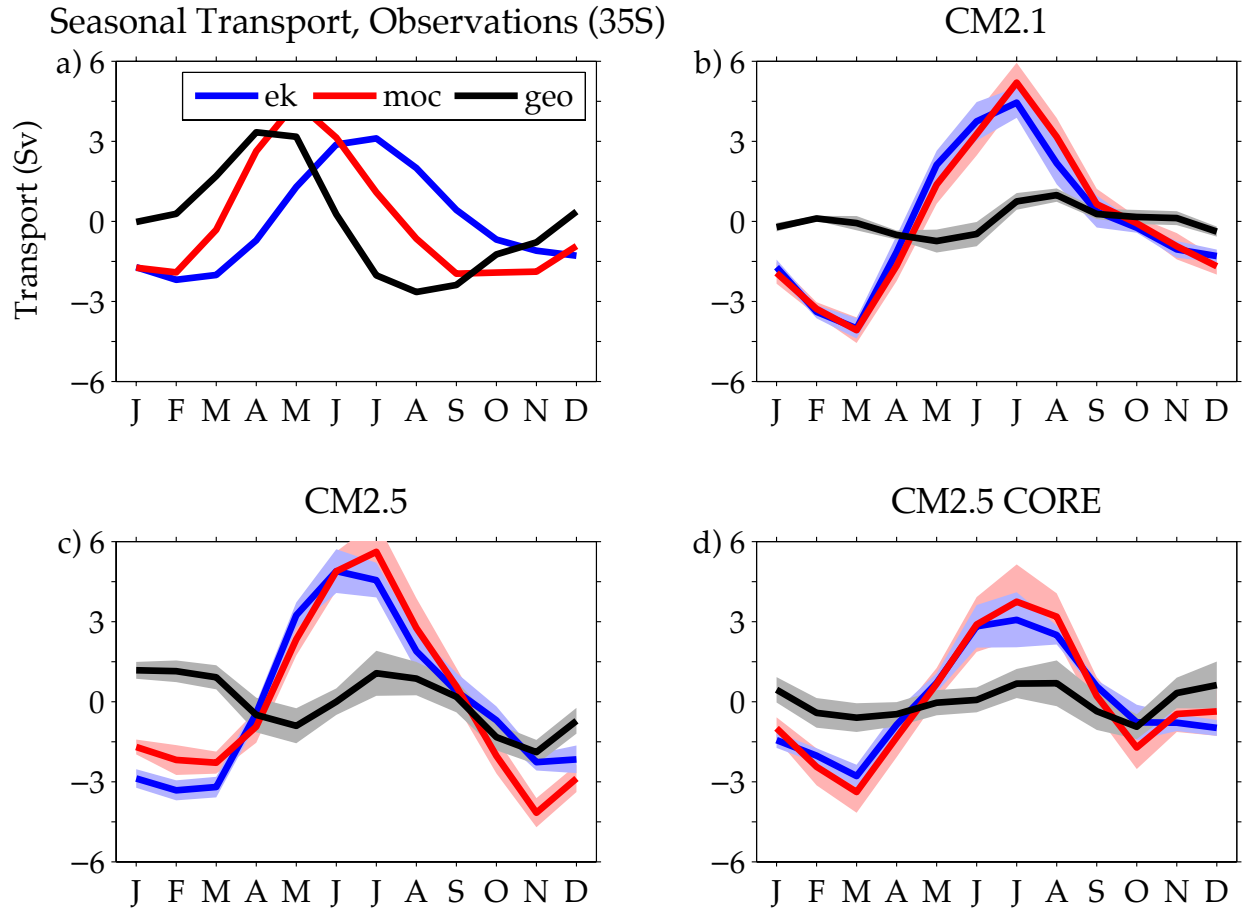 Seasonal Transport, Observations (35S)
a)
ek moc geo
Transport (Sv)
6
3
0
−3
−6
J F M A M J J A S O N D
CM2.1
b)
6
3
0
−3
−6
J F M A M J J A S O N D
CM2.5
c)
6
3
0
−3
−6
J F M A M J J A S O N D
CM2.5 CORE
d)
6
3
0
−3
−6
J F M A M J J A S O N D